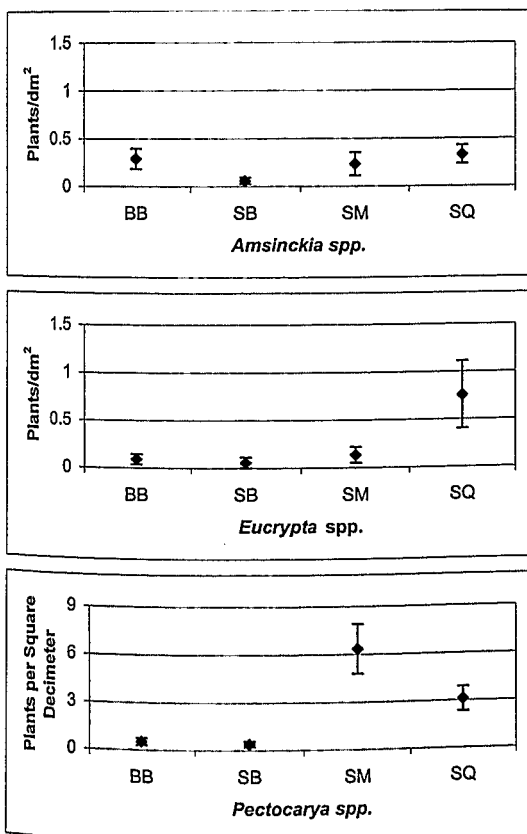 Plants/dm²
1.5
1
0.5
0
BB SB SM SQ
Amsinckia spp.
Plants/dm²
1.5
1
0.5
0
BB SB SM SQ
Eucrypta spp.
Plants per Square
Decimeter
9
6
3
0
BB SB SM SQ
Pectocarya spp.